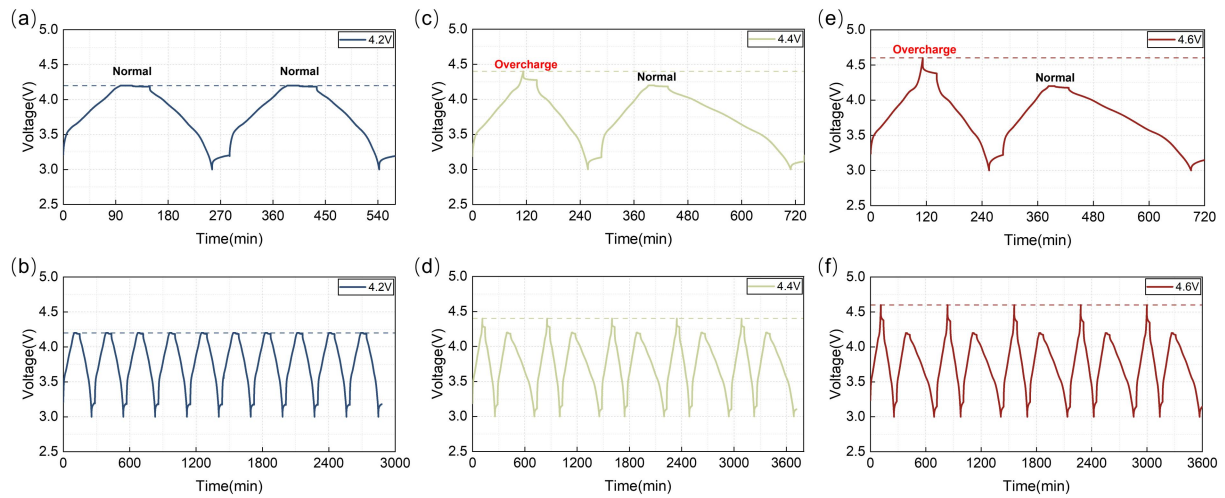 (a)
5.0
4.5
4.0
3.5
3.0
2.5
Voltage(V)
4.2V
Normal
Normal
0
90
180
270
360
450
540
Time(min)
(c)
5.0
4.5
4.0
3.5
3.0
2.5
Voltage(V)
4.4V
Overcharge
Normal
0
120
240
360
480
600
720
Time(min)
(e)
5.0
4.5
4.0
3.5
3.0
2.5
Voltage(V)
4.6V
Overcharge
Normal
0
120
240
360
480
600
720
Time(min)
(b)
5.0
4.5
4.0
3.5
3.0
2.5
Voltage(V)
4.2V
0
600
1200
1800
2400
3000
Time(min)
(d)
5.0
4.5
4.0
3.5
3.0
2.5
Voltage(V)
4.4V
0
600
1200
1800
2400
3000
3600
Time(min)
(f)
5.0
4.5
4.0
3.5
3.0
2.5
Voltage(V)
4.6V
0
600
1200
1800
2400
3000
3600
Time(min)